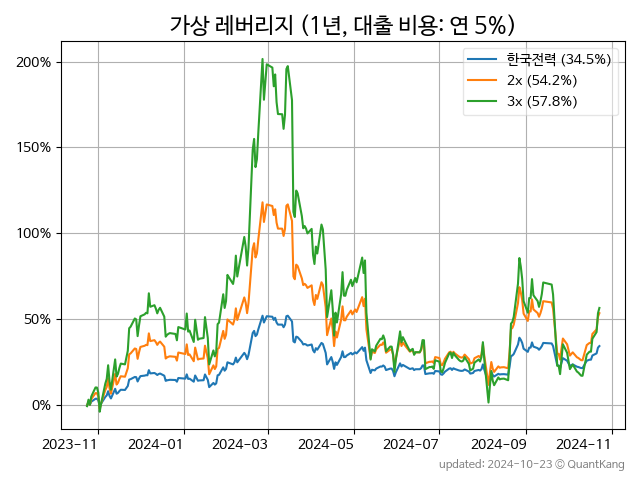 가상 레버리지 (1년, 대출 비용: 연 5%)
한국전력 (34.5%)
2x (54.2%)
3x (57.8%)
200%
150%
100%
50%
0%
2023-11 2024-01 2024-03 2024-05 2024-07 2024-09 2024-11
updated: 2024-10-23 © QuantKang